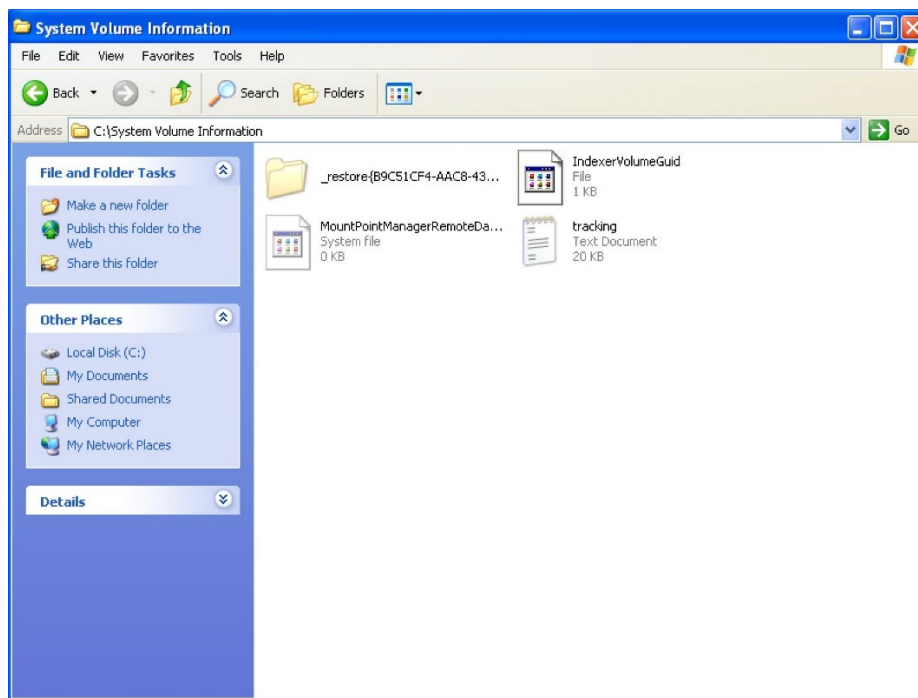 System Volume Information
File Edit View Favorites Tools Help
Back Search Folders
Address C:\System Volume Information Go
File and Folder Tasks
Make a new folder
Publish this folder to the
Web
Share this folder
Other Places
Local Disk (C:)
My Documents
Shared Documents
My Computer
My Network Places
Details
_restore{B9C51CF4-AAC8-43...
IndexerVolumeGuid
File
1 KB
MountPointManagerRemoteDa...
System file
0 KB
tracking
Text Document
20 KB